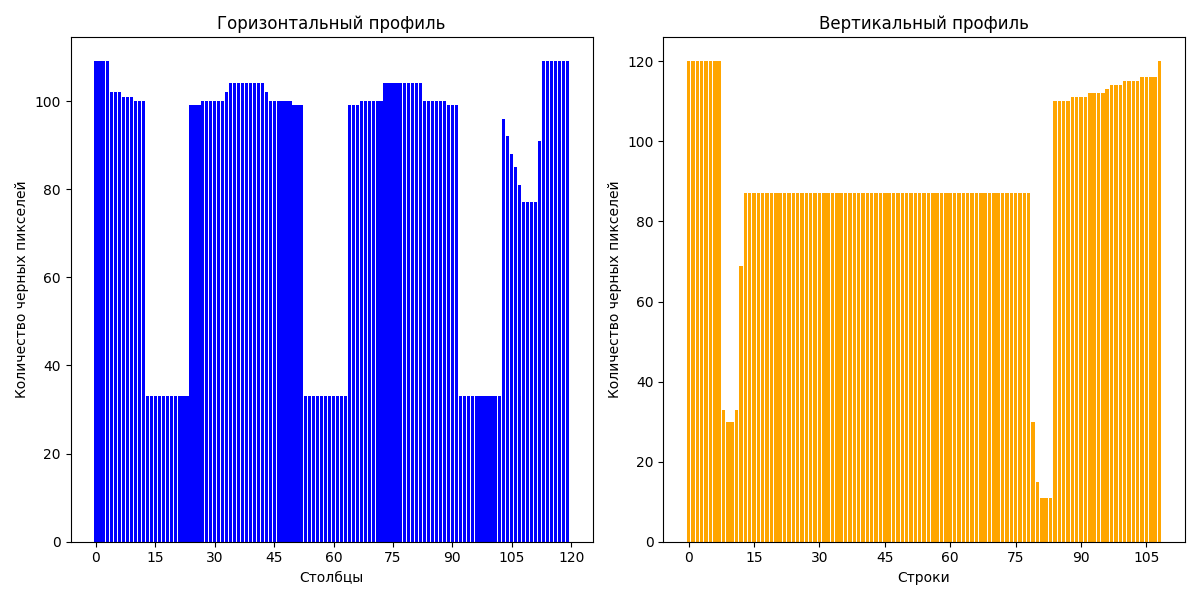 Горизонтальный профиль
Количество черных пикселей
0 20 40 60 80 100
0 15 30 45 60 75 90 105 120
Столбцы
Вертикальный профиль
Количество черных пикселей
0 20 40 60 80 100 120
0 15 30 45 60 75 90 105
Строки